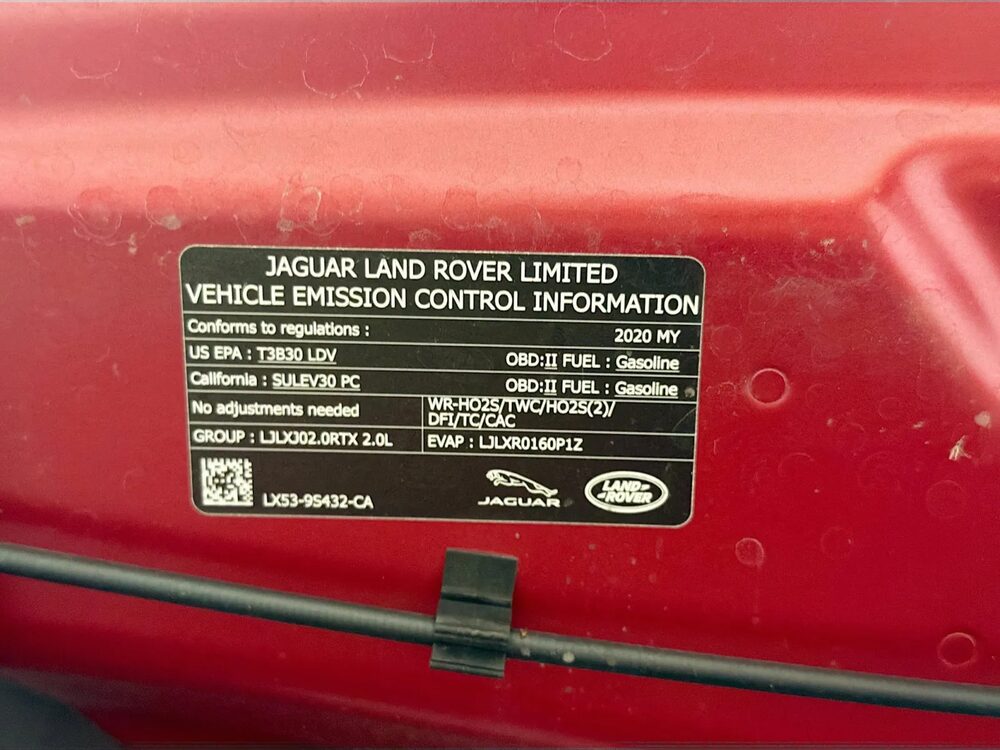 JAGUAR LAND ROVER LIMITED
VEHICLE EMISSION CONTROL INFORMATION
Conforms to regulations : 2020 MY
US EPA : T3B30 LDV OBD:II FUEL : Gasoline
California : SULEV30 PC OBD:II FUEL : Gasoline
No adjustments needed
WR-HO2S/TWC/HO2S(2)/
DFI/TC/CAC
GROUP : LJLXJ02.0RTX 2.0L EVAP : LJLXR0160P1Z
LX53-9S432-CA
JAGUAR
LAND-
-ROVER